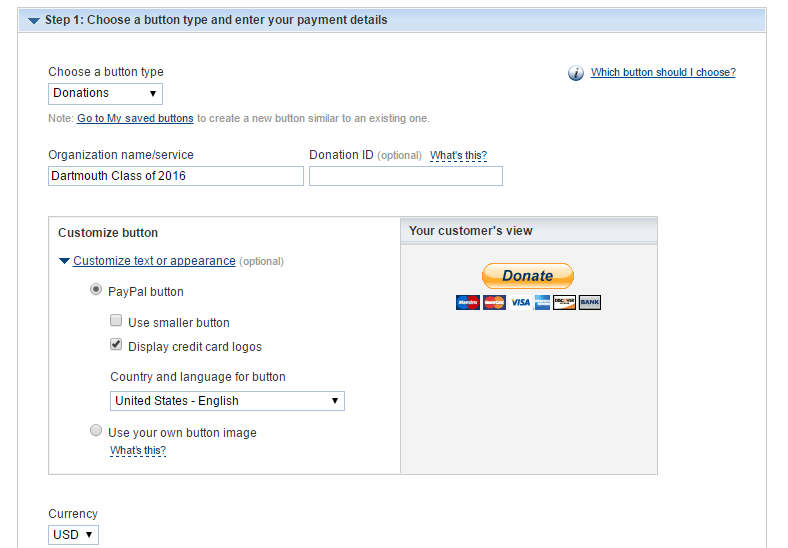 Step 1: Choose a button type and enter your payment details
Choose a button type
Which button should I choose?
Donations
Note: Go to My saved buttons to create a new button similar to an existing one.
Organization name/service
Donation ID (optional) What's this?
Dartmouth Class of 2016
Customize button
Your customer's view
Customize text or appearance (optional)
Donate
PayPal button
Maestro MasterCard VISA DISCOVER BANK
Use smaller button
Display credit card logos
Country and language for button
United States - English
Use your own button image
What's this?
Currency
USD